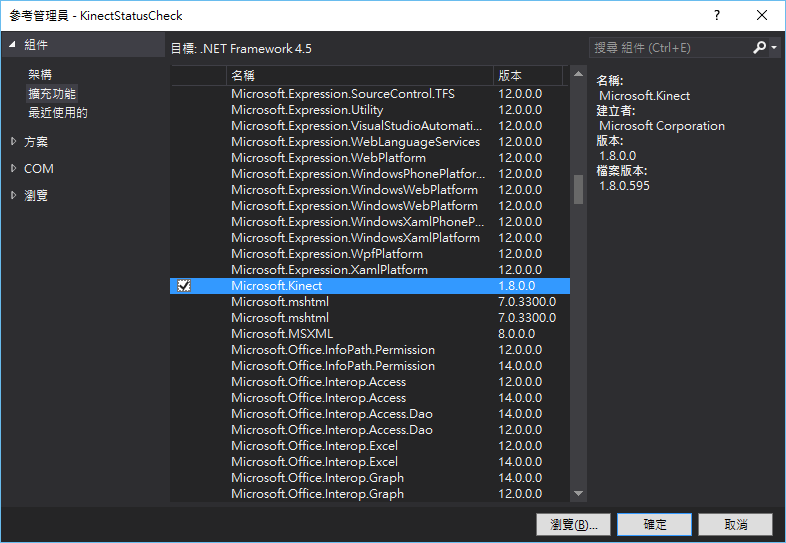 參考管理員 - KinectStatusCheck
組件
目標: .NET Framework 4.5
搜尋 組件 (Ctrl+E)
架構
擴充功能
最近使用的
方案
COM
瀏覽
名稱 版本
Microsoft.Expression.SourceControl.TFS 12.0.0.0
Microsoft.Expression.Utility 12.0.0.0
Microsoft.Expression.VisualStudioAutomati... 12.0.0.0
Microsoft.Expression.WebLanguageServices 12.0.0.0
Microsoft.Expression.WebPlatform 12.0.0.0
Microsoft.Expression.WindowsPhonePlatfor... 12.0.0.0
Microsoft.Expression.WindowsWebPlatform 12.0.0.0
Microsoft.Expression.WindowsWebPlatform 12.0.0.0
Microsoft.Expression.WindowsXamlPhoneP... 12.0.0.0
Microsoft.Expression.WindowsXamlPlatform 12.0.0.0
Microsoft.Expression.WpfPlatform 12.0.0.0
Microsoft.Expression.XamlPlatform 12.0.0.0
Microsoft.Kinect 1.8.0.0
Microsoft.mshtml 7.0.3300.0
Microsoft.mshtml 7.0.3300.0
Microsoft.MSXML 8.0.0.0
Microsoft.Office.InfoPath.Permission 12.0.0.0
Microsoft.Office.InfoPath.Permission 14.0.0.0
Microsoft.Office.Interop.Access 12.0.0.0
Microsoft.Office.Interop.Access 14.0.0.0
Microsoft.Office.Interop.Access.Dao 14.0.0.0
Microsoft.Office.Interop.Access.Dao 12.0.0.0
Microsoft.Office.Interop.Excel 12.0.0.0
Microsoft.Office.Interop.Excel 14.0.0.0
Microsoft.Office.Interop.Graph 14.0.0.0
Microsoft.Office.Interop.Graph 12.0.0.0
名稱:
Microsoft.Kinect
建立者:
Microsoft Corporation
版本:
1.8.0.0
檔案版本:
1.8.0.595
瀏覽(B)... 確定 取消